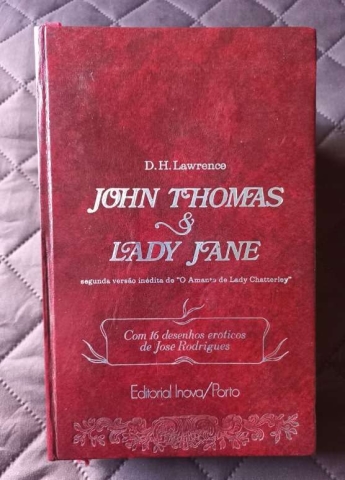 D.H. Lawrence
JOHN THOMAS
&
LADY JANE
segunda versão inédita de "O Amante de Lady Chatterley"
Com 16 desenhos eróticos
de José Rodrigues
Editorial Inova/Porto